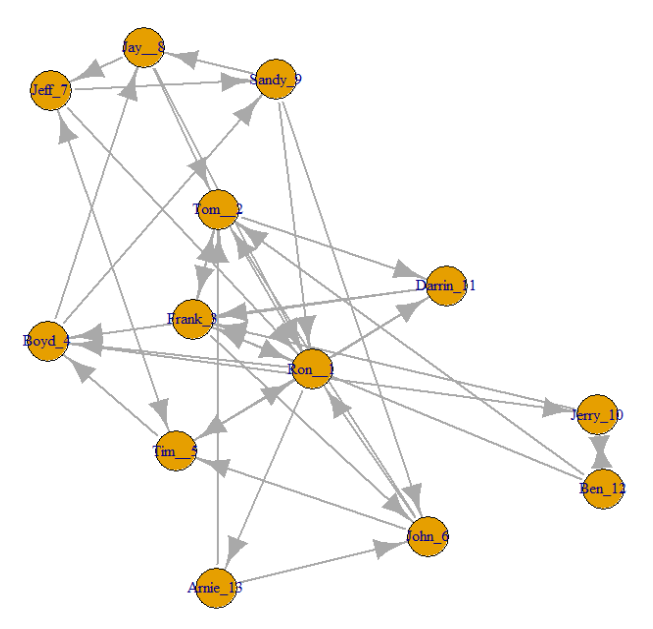 Jay__8
Sandy_9
Jeff_7
Tom__2
Darrin_11
Frank_3
Boyd_4
Ron__1
Jerry_10
Tim__5
Ben_12
John_6
Arnie_13